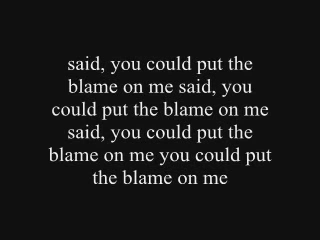 said, you could put the
blame on me said, you
could put the blame on me
said, you could put the
blame on me you could put
the blame on me